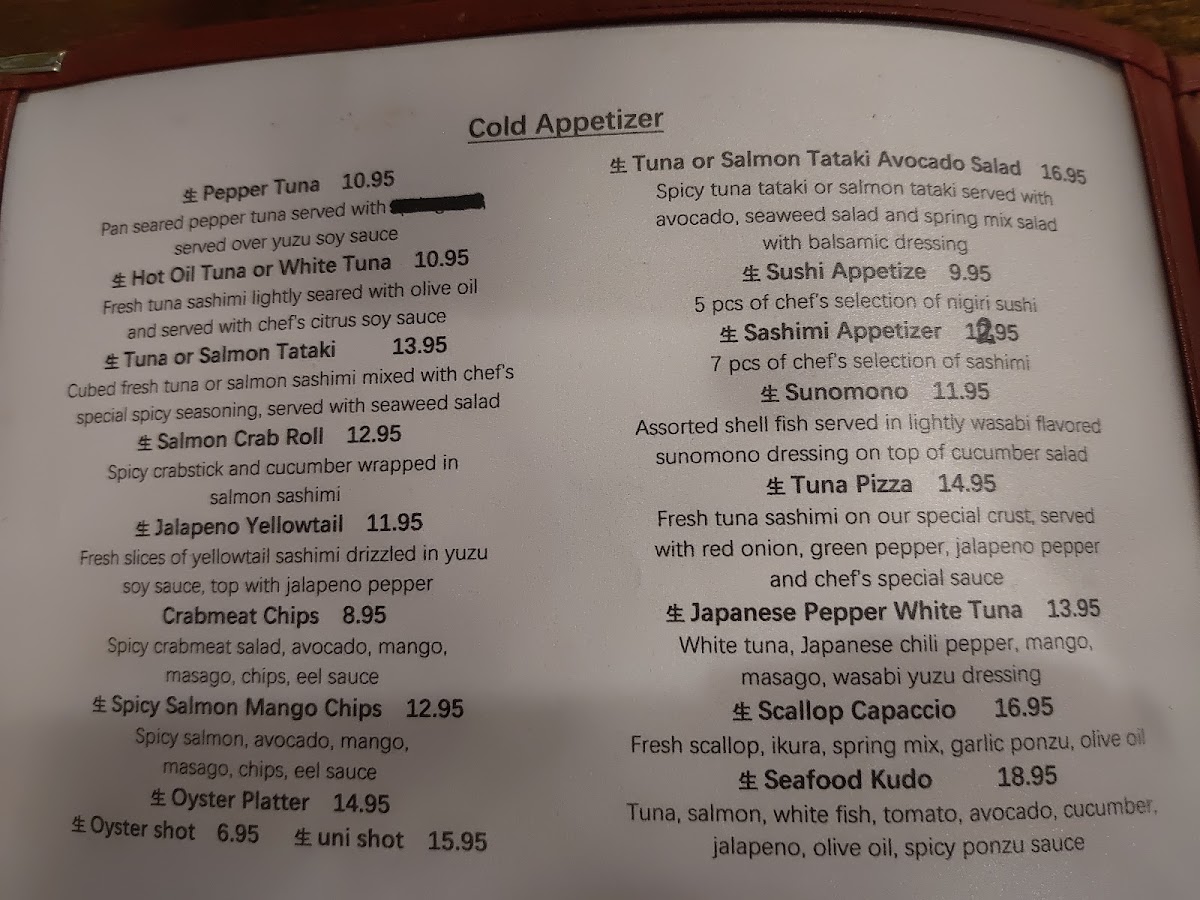 Cold Appetizer
生 Pepper Tuna 10.95
Pan seared pepper tuna served with
served over yuzu soy sauce
生 Hot Oil Tuna or White Tuna 10.95
Fresh tuna sashimi lightly seared with olive oil
and served with chef's citrus soy sauce
生 Tuna or Salmon Tataki 13.95
Cubed fresh tuna or salmon sashimi mixed with chef's
special spicy seasoning, served with seaweed salad
生 Salmon Crab Roll 12.95
Spicy crabstick and cucumber wrapped in
salmon sashimi
生 Jalapeno Yellowtail 11.95
Fresh slices of yellowtail sashimi drizzled in yuzu
soy sauce, top with jalapeno pepper
Crabmeat Chips 8.95
Spicy crabmeat salad, avocado, mango,
masago, chips, eel sauce
生 Spicy Salmon Mango Chips 12.95
Spicy salmon, avocado, mango,
masago, chips, eel sauce
生 Oyster Platter 14.95
生 Oyster shot 6.95 生 uni shot 15.95
生 Tuna or Salmon Tataki Avocado Salad 16.95
Spicy tuna tataki or salmon tataki served with
avocado, seaweed salad and spring mix salad
with balsamic dressing
生 Sushi Appetize 9.95
5 pcs of chef's selection of nigiri sushi
生 Sashimi Appetizer 12.95
7 pcs of chef's selection of sashimi
生 Sunomono 11.95
Assorted shell fish served in lightly wasabi flavored
sunomono dressing on top of cucumber salad
生 Tuna Pizza 14.95
Fresh tuna sashimi on our special crust, served
with red onion, green pepper, jalapeno pepper
and chef's special sauce
生 Japanese Pepper White Tuna 13.95
White tuna, Japanese chili pepper, mango,
masago, wasabi yuzu dressing
生 Scallop Capaccio 16.95
Fresh scallop, ikura, spring mix, garlic ponzu, olive oil
生 Seafood Kudo 18.95
Tuna, salmon, white fish, tomato, avocado, cucumber,
jalapeno, olive oil, spicy ponzu sauce